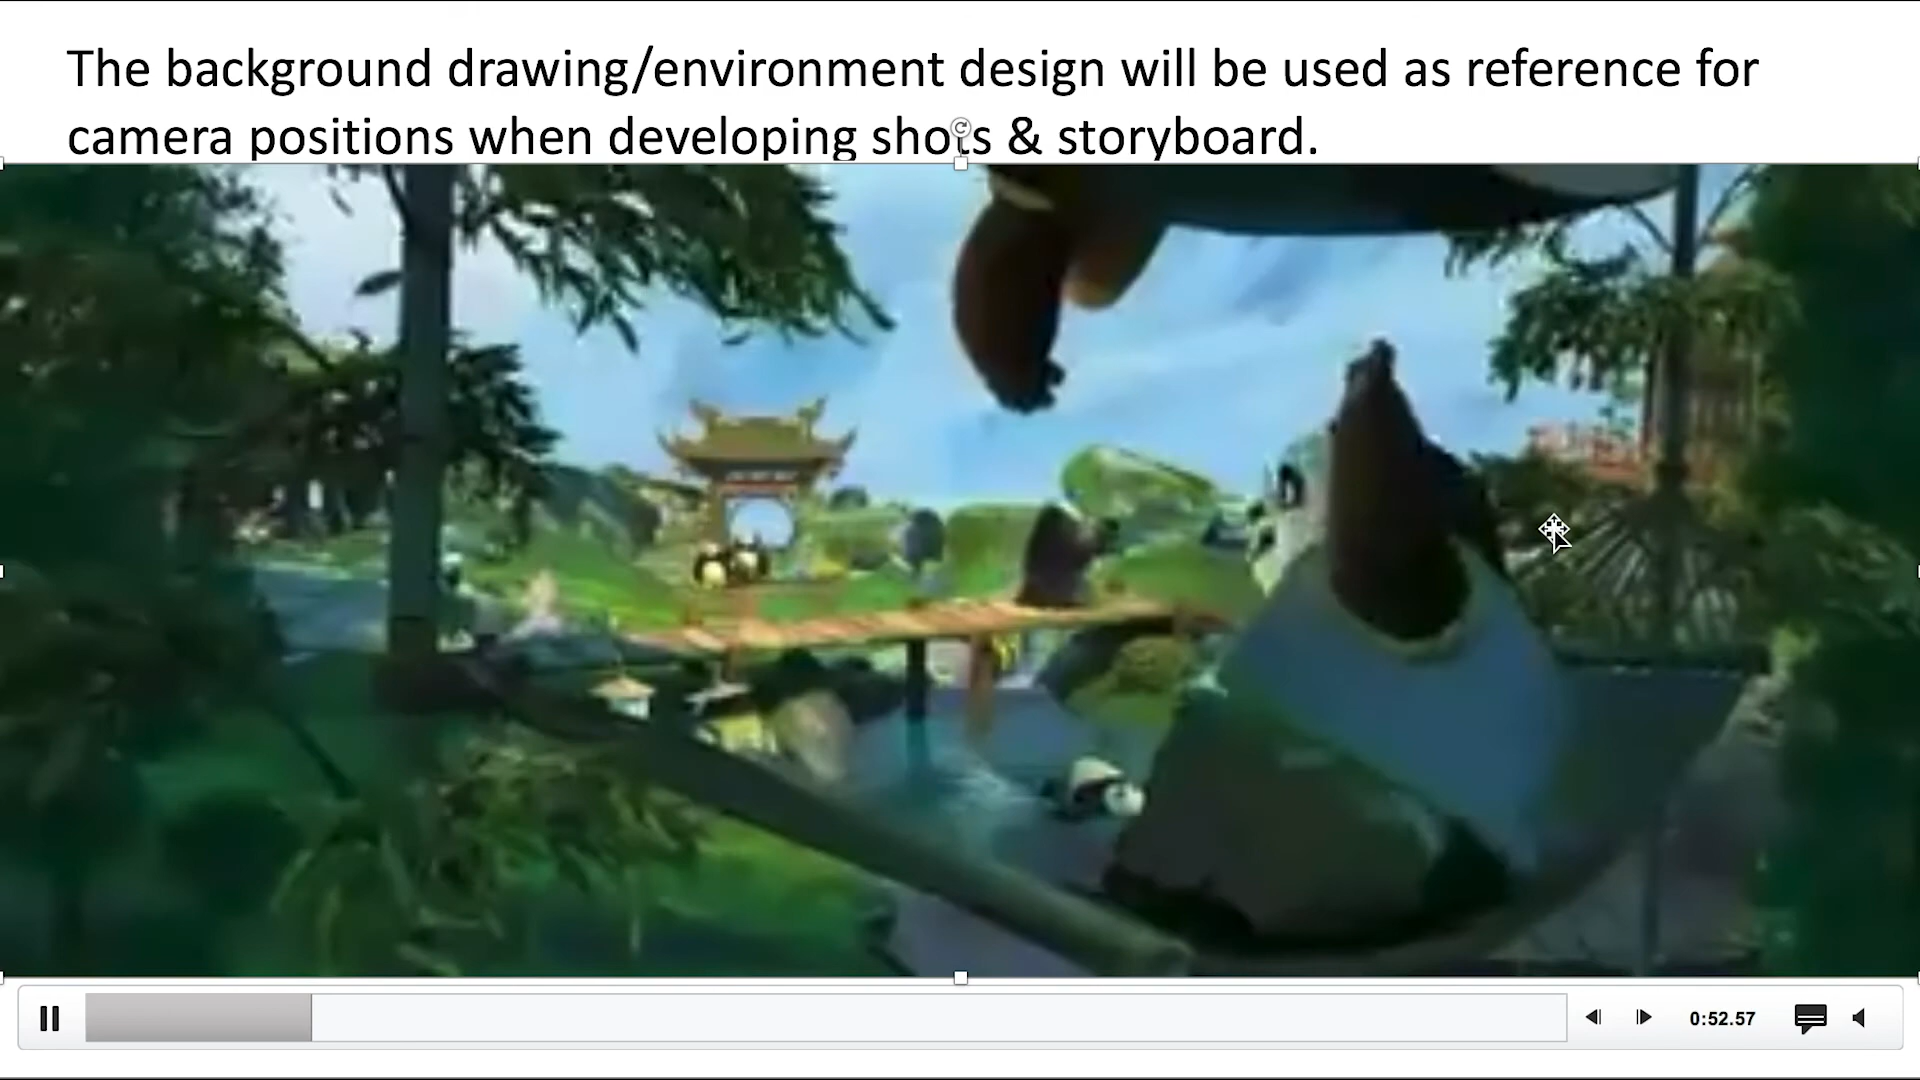 The background drawing/environment design will be used as reference for
camera positions when developing shots & storyboard.
0:52.57